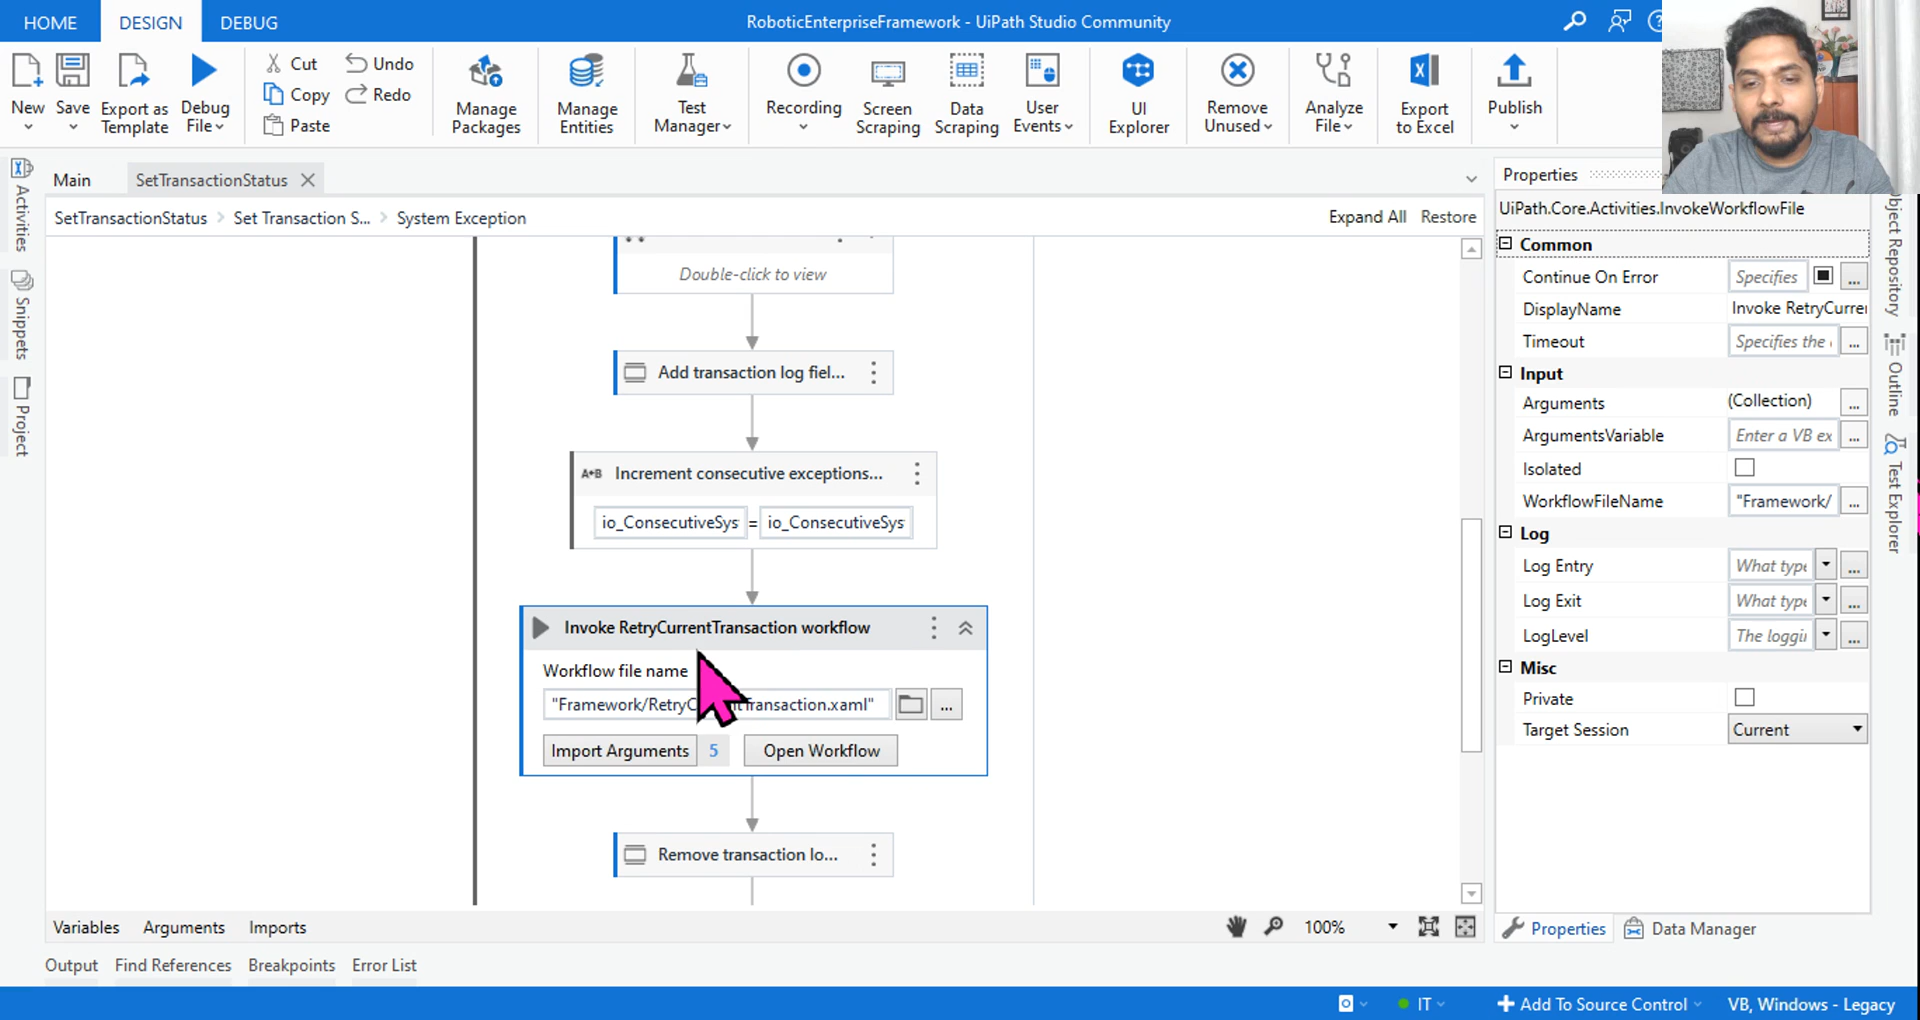 HOME DESIGN DEBUG RoboticEnterpriseFramework - UiPath Studio Community
New Save Export as Template Debug File Cut Copy Paste Undo Redo Manage Packages Manage Entities Test Manager Recording Screen Scraping Data Scraping User Events UI Explorer Remove Unused Analyze File Export to Excel Publish
Activities
Snippets
Project
Main SetTransactionStatus
SetTransactionStatus > Set Transaction S... > System Exception Expand All Restore
Double-click to view
Add transaction log fiel...
A+B Increment consecutive exceptions...
io_ConsecutiveSys = io_ConsecutiveSys
Invoke RetryCurrentTransaction workflow
Workflow file name
"Framework/RetryC ntTransaction.xaml" ...
Import Arguments 5 Open Workflow
Remove transaction lo...
Variables Arguments Imports 100%
Output Find References Breakpoints Error List
Properties
UiPath.Core.Activities.InvokeWorkflowFile
Common
Continue On Error Specifies ...
DisplayName Invoke RetryCurrer
Timeout Specifies the ...
Input
Arguments (Collection) ...
ArgumentsVariable Enter a VB ex ...
Isolated
WorkflowFileName "Framework/ ...
Log
Log Entry What type ...
Log Exit What type ...
LogLevel The loggi ...
Misc
Private
Target Session Current
Properties Data Manager
Object Repository
Outline
Test Explorer
IT + Add To Source Control VB, Windows - Legacy